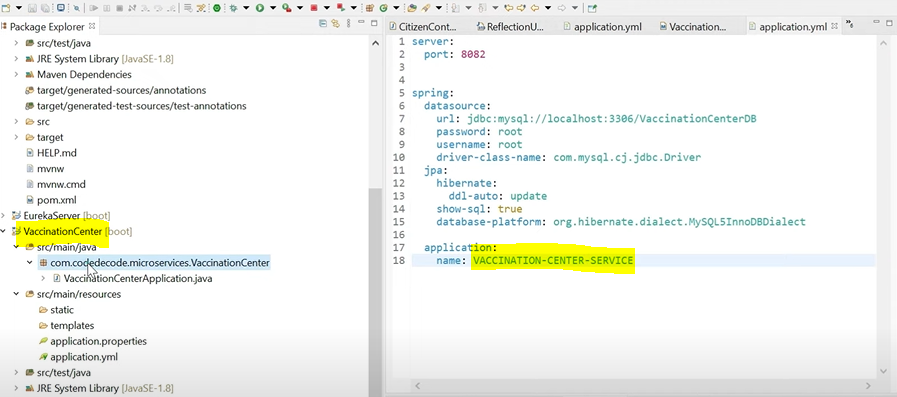 Package Explorer
src/test/java
JRE System Library [JavaSE-1.8]
Maven Dependencies
target/generated-sources/annotations
target/generated-test-sources/test-annotations
src
target
HELP.md
mvnw
mvnw.cmd
pom.xml
EurekaServer [boot]
VaccinationCenter [boot]
src/main/java
com.codedecode.microservices.VaccinationCenter
VaccinationCenterApplication.java
src/main/resources
static
templates
application.properties
application.yml
src/test/java
JRE System Library [JavaSE-1.8]
CitizenCont... ReflectionU... application.yml Vaccination... application.yml »6
1 server:
2 port: 8082
3
4
5 spring:
6 datasource:
7 url: jdbc:mysql://localhost:3306/VaccinationCenterDB
8 password: root
9 username: root
10 driver-class-name: com.mysql.cj.jdbc.Driver
11 jpa:
12 hibernate:
13 ddl-auto: update
14 show-sql: true
15 database-platform: org.hibernate.dialect.MySQL5InnoDBDialect
16
17 application:
18 name: VACCINATION-CENTER-SERVICE